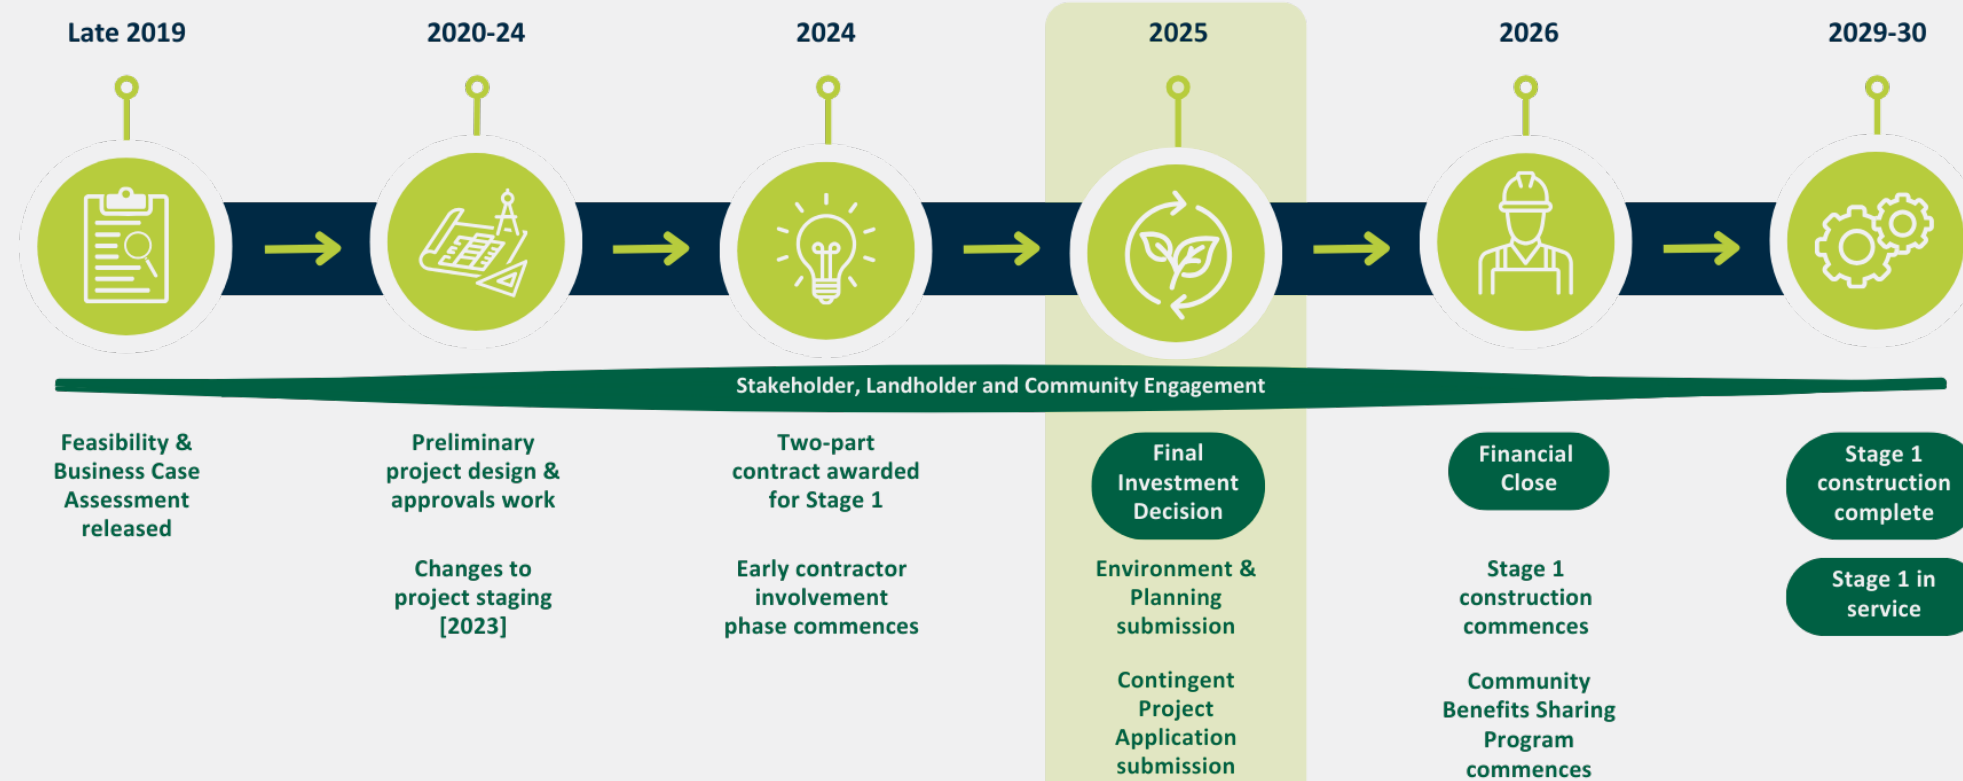 Late 2019
2020-24
2024
2025
2026
2029-30
Stakeholder, Landholder and Community Engagement
Feasibility &
Business Case
Assessment
released
Preliminary
project design &
approvals work
Changes to
project staging
[2023]
Two-part
contract awarded
for Stage 1
Early contractor
involvement
phase commences
Final
Investment
Decision
Environment &
Planning
submission
Contingent
Project
Application
submission
Financial
Close
Stage 1
construction
commences
Community
Benefits Sharing
Program
commences
Stage 1
construction
complete
Stage 1 in
service